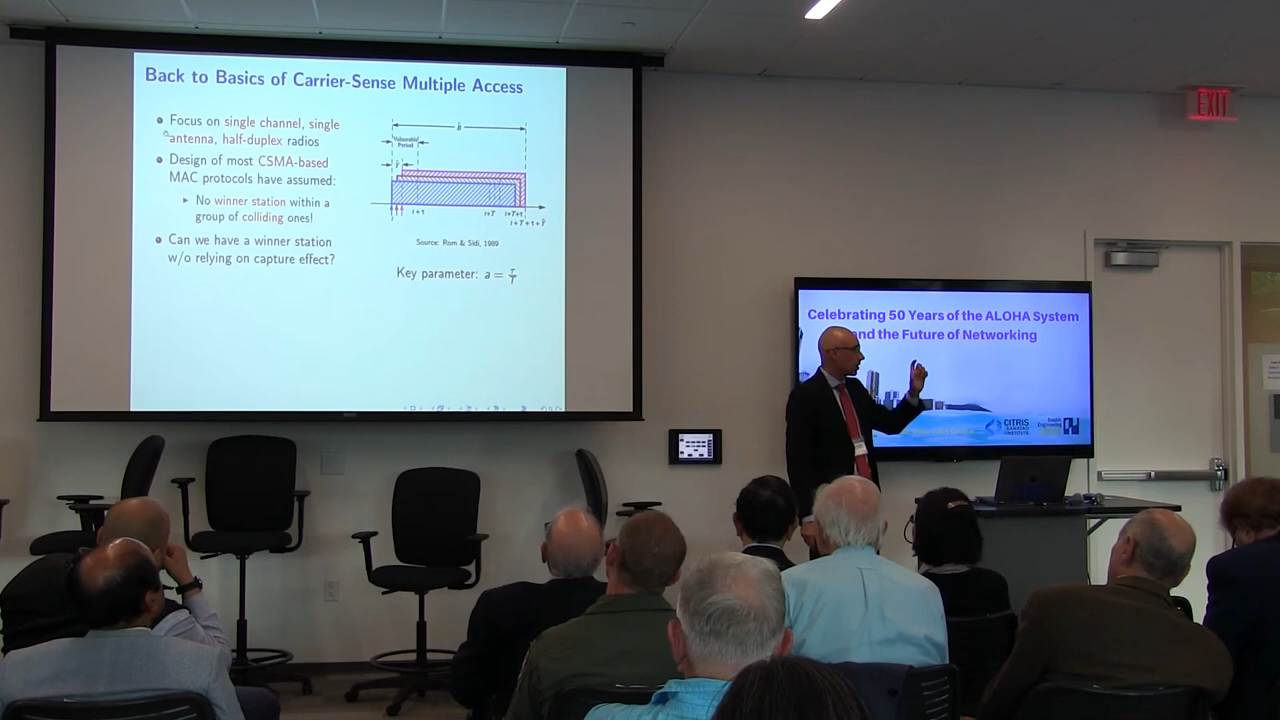 Back to Basics of Carrier-Sense Multiple Access
Focus on single channel, single
antenna, half-duplex radios
Design of most CSMA-based
MAC protocols have assumed:
No winner station within a
group of colliding ones!
Can we have a winner station
w/o relying on capture effect?
B̂
Vulnerable
Period
Ŷ
t
t+τ
t+T
t+T+τ
t+T+τ+Ŷ
Source: Rom & Sidi, 1989
Key parameter: a = τ/T
EXIT
Celebrating 50 Years of the ALOHA System
and the Future of Networking
CITRIS
INSTITUTE